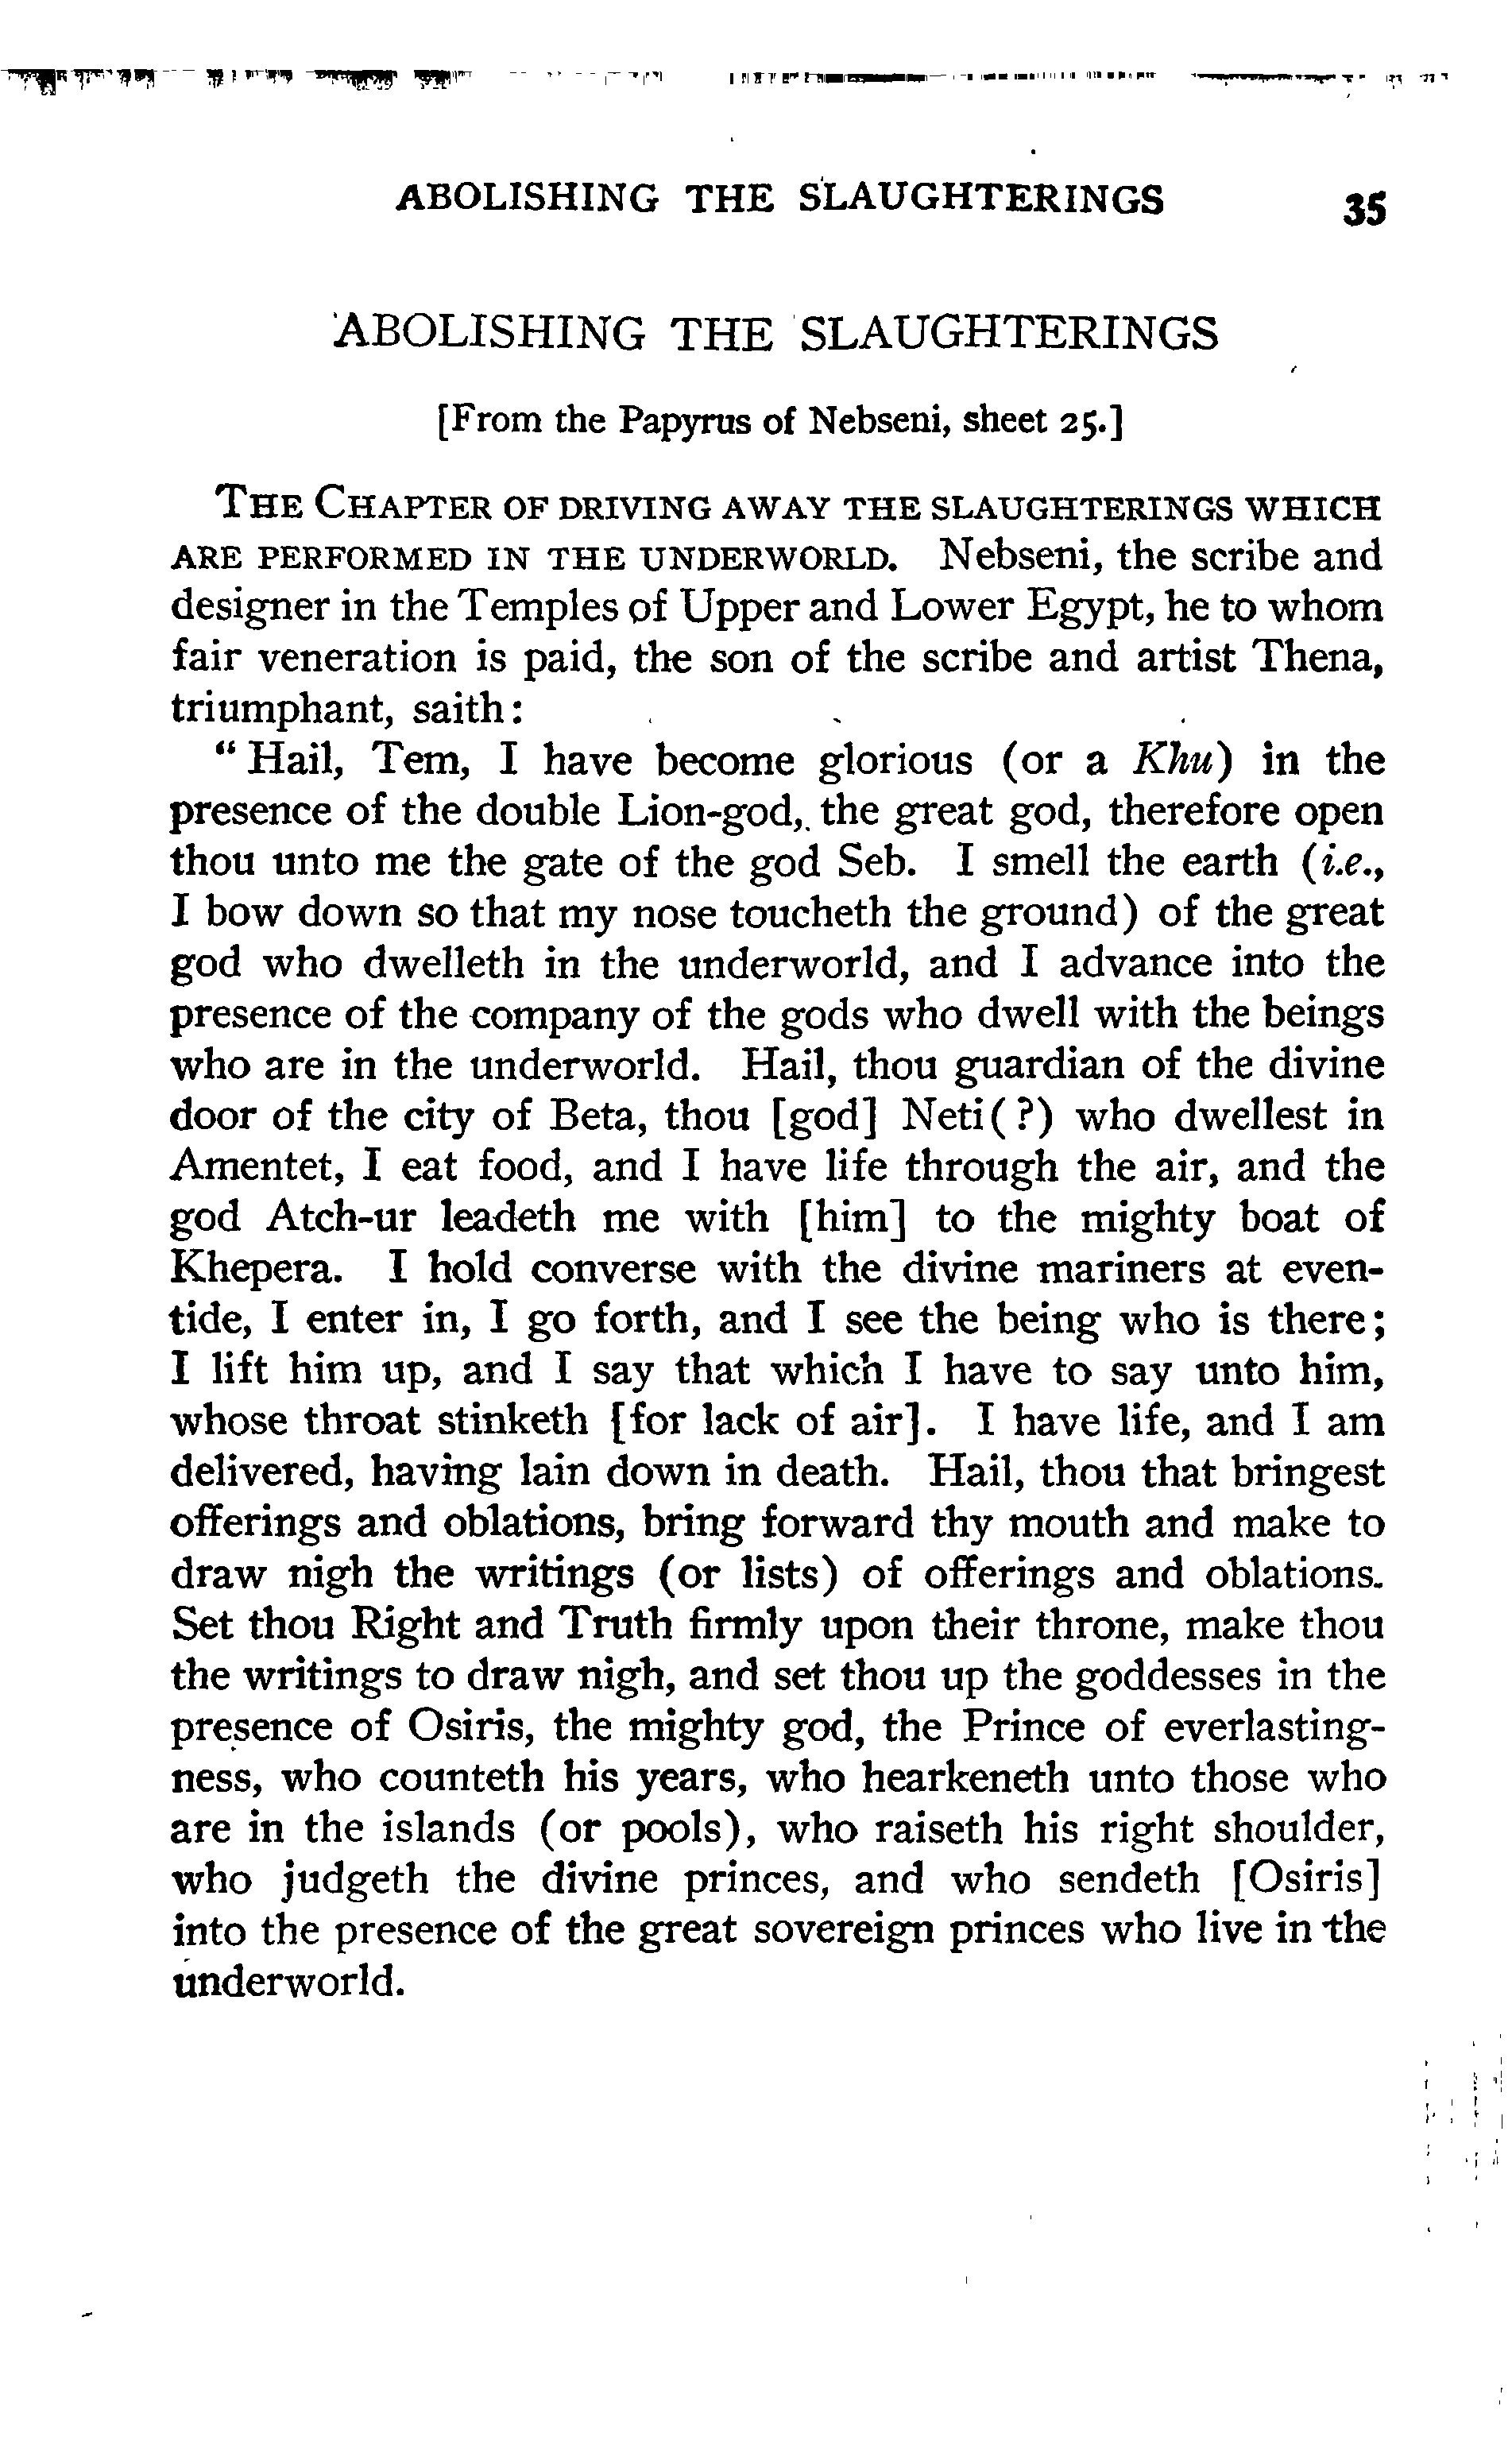 ABOLISHING THE SLAUGHTERINGS 35
ABOLISHING THE SLAUGHTERINGS
[From the Papyrus of Nebseni, sheet 25.]
THE CHAPTER OF DRIVING AWAY THE SLAUGHTERINGS WHICH
ARE PERFORMED IN THE UNDERWORLD. Nebseni, the scribe and
designer in the Temples of Upper and Lower Egypt, he to whom
fair veneration is paid, the son of the scribe and artist Thena,
triumphant, saith:
“Hail, Tem, I have become glorious (or a Khu) in the
presence of the double Lion-god, the great god, therefore open
thou unto me the gate of the god Seb. I smell the earth (i.e.,
I bow down so that my nose toucheth the ground) of the great
god who dwelleth in the underworld, and I advance into the
presence of the company of the gods who dwell with the beings
who are in the underworld. Hail, thou guardian of the divine
door of the city of Beta, thou [god] Neti(?) who dwellest in
Amentet, I eat food, and I have life through the air, and the
god Atch-ur leadeth me with [him] to the mighty boat of
Khepera. I hold converse with the divine mariners at even-
tide, I enter in, I go forth, and I see the being who is there;
I lift him up, and I say that which I have to say unto him,
whose throat stinketh [for lack of air]. I have life, and I am
delivered, having lain down in death. Hail, thou that bringest
offerings and oblations, bring forward thy mouth and make to
draw nigh the writings (or lists) of offerings and oblations.
Set thou Right and Truth firmly upon their throne, make thou
the writings to draw nigh, and set thou up the goddesses in the
presence of Osiris, the mighty god, the Prince of everlasting-
ness, who counteth his years, who hearkeneth unto those who
are in the islands (or pools), who raiseth his right shoulder,
who judgeth the divine princes, and who sendeth [Osiris]
into the presence of the great sovereign princes who live in the
underworld.